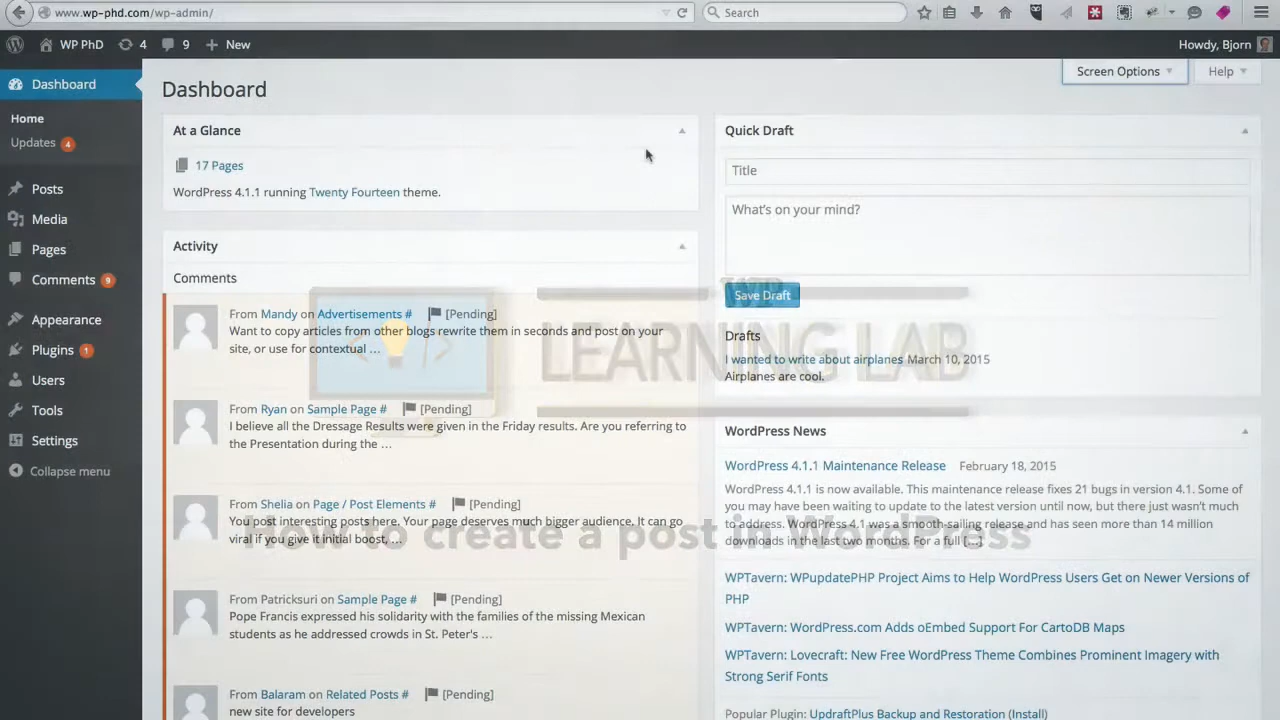 www.wp-phd.com/wp-admin/
Search
WP PhD
4
9
New
Howdy, Bjorn
Dashboard
Home
Updates 4
Posts
Media
Pages
Comments 9
Appearance
Plugins 1
Users
Tools
Settings
Collapse menu
Screen Options
Help
Dashboard
At a Glance
17 Pages
WordPress 4.1.1 running Twenty Fourteen theme.
Activity
Comments
From Mandy on Advertisements # [Pending]
Want to copy articles from other blogs rewrite them in seconds and post on your
site, or use for contextual …
From Ryan on Sample Page # [Pending]
I believe all the Dressage Results were given in the Friday results. Are you referring to
the Presentation during the …
From Shelia on Page / Post Elements # [Pending]
You post interesting posts here. Your page deserves much bigger audience. It can go
viral if you give it initial boost, …
From Patricksuri on Sample Page # [Pending]
Pope Francis expressed his solidarity with the families of the missing Mexican
students as he addressed crowds in St. Peter's …
From Balaram on Related Posts # [Pending]
new site for developers
Quick Draft
Title
What's on your mind?
Save Draft
Drafts
I wanted to write about airplanes March 10, 2015
Airplanes are cool.
WordPress News
WordPress 4.1.1 Maintenance Release February 18, 2015
WordPress 4.1.1 is now available. This maintenance release fixes 21 bugs in version 4.1. Some of
you may have been waiting to update to the latest version until now, but there just wasn't much
to address. WordPress 4.1 was a smooth-sailing release and has seen more than 14 million
downloads in the last two months. For a full […]
WPTavern: WPupdatePHP Project Aims to Help WordPress Users Get on Newer Versions of
PHP
WPTavern: WordPress.com Adds oEmbed Support For CartoDB Maps
WPTavern: Lovecraft: New Free WordPress Theme Combines Prominent Imagery with
Strong Serif Fonts
Popular Plugin: UpdraftPlus Backup and Restoration (Install)
WP
LEARNING LAB
How to create a post in WordPress